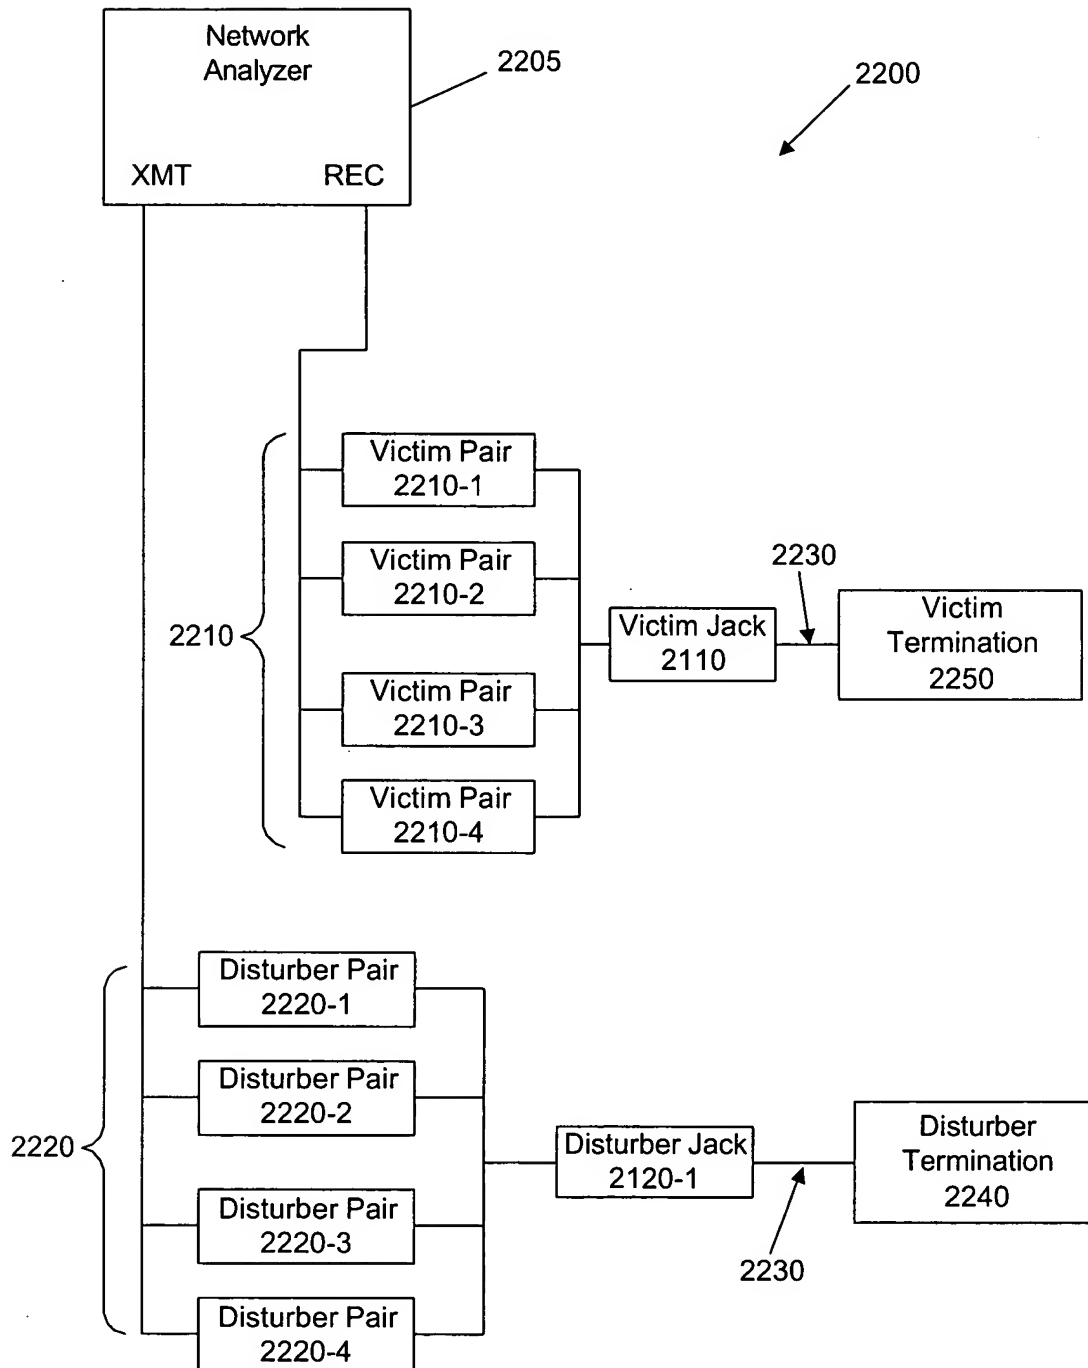 Network
Analyzer
2205
2200
XMT
REC
Victim Pair
2210-1
Victim Pair
2210-2
2230
2210
Victim Jack
2110
Victim
Termination
2250
Victim Pair
2210-3
Victim Pair
2210-4
Disturber Pair
2220-1
Disturber Pair
2220-2
2220
Disturber Jack
2120-1
Disturber
Termination
2240
Disturber Pair
2220-3
2230
Disturber Pair
2220-4